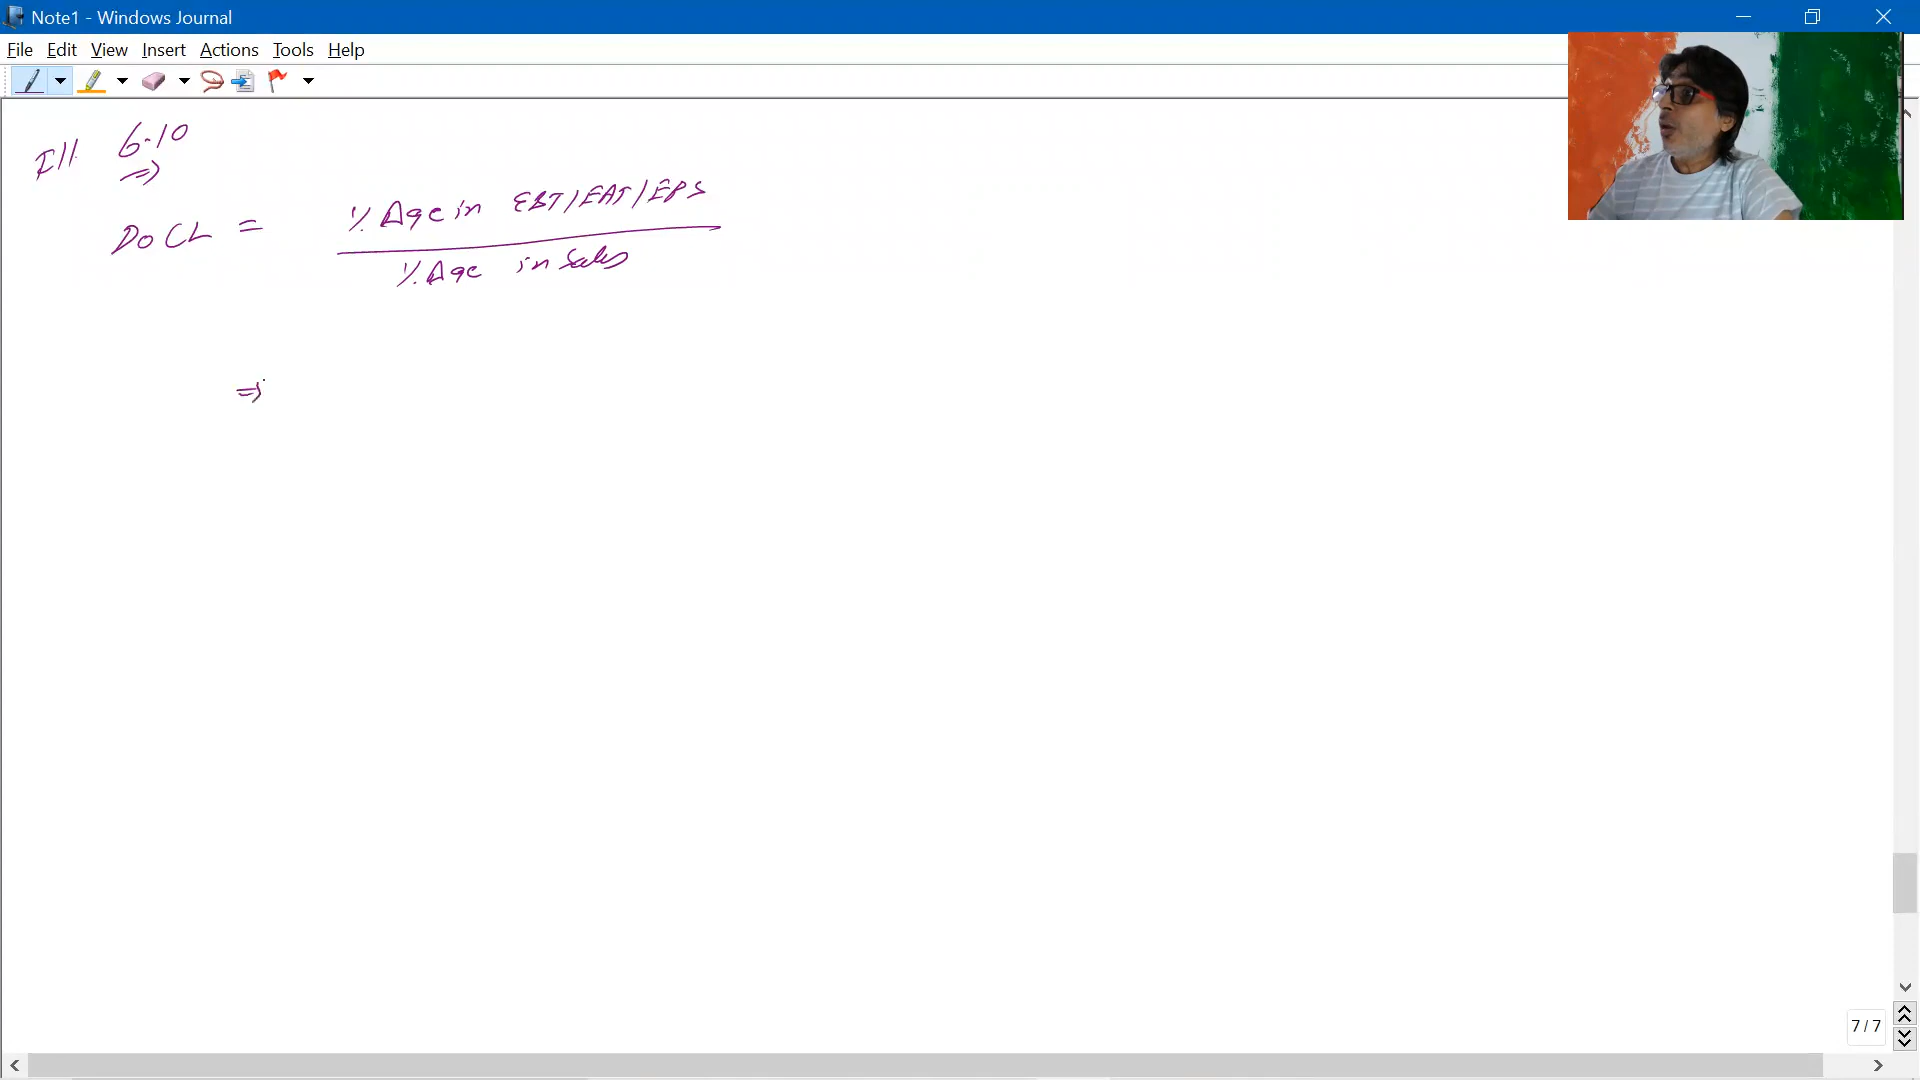 Note1 - Windows Journal
File Edit View Insert Actions Tools Help
Ill 6.10
⇒
DoCL = % Age in EBT/EAT/EPS
% Age in Sales
⇒
7 / 7